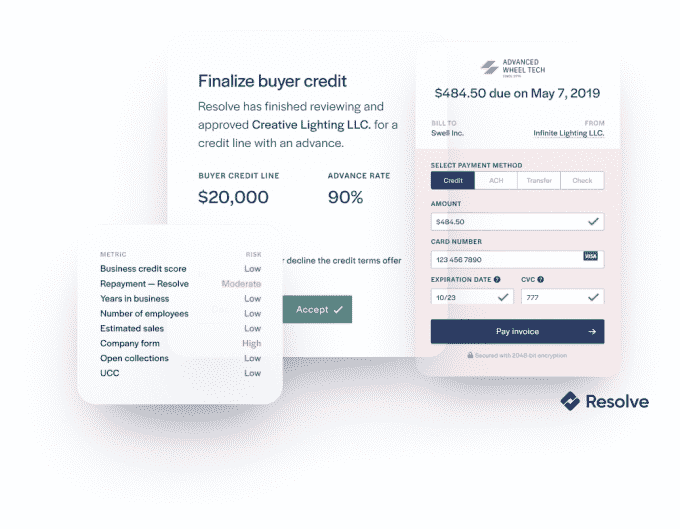 Finalize buyer credit
Resolve has finished reviewing and
approved Creative Lighting LLC. for a
credit line with an advance.
BUYER CREDIT LINE
ADVANCE RATE
$20,000
90%
decline the credit terms offer
Accept
METRIC
RISK
Business credit score
Low
Repayment — Resolve
Moderate
Years in business
Low
Number of employees
Low
Estimated sales
Low
Company form
High
Open collections
Low
UCC
Low
ADVANCED
WHEEL TECH
$484.50 due on May 7, 2019
BILL TO
FROM
Swell Inc.
Infinite Lighting LLC.
SELECT PAYMENT METHOD
Credit
ACH
Transfer
Check
AMOUNT
$484.50
CARD NUMBER
123 456 7890
VISA
EXPIRATION DATE
CVC
10/23
777
Pay invoice
Secured with 2048-bit encryption
Resolve